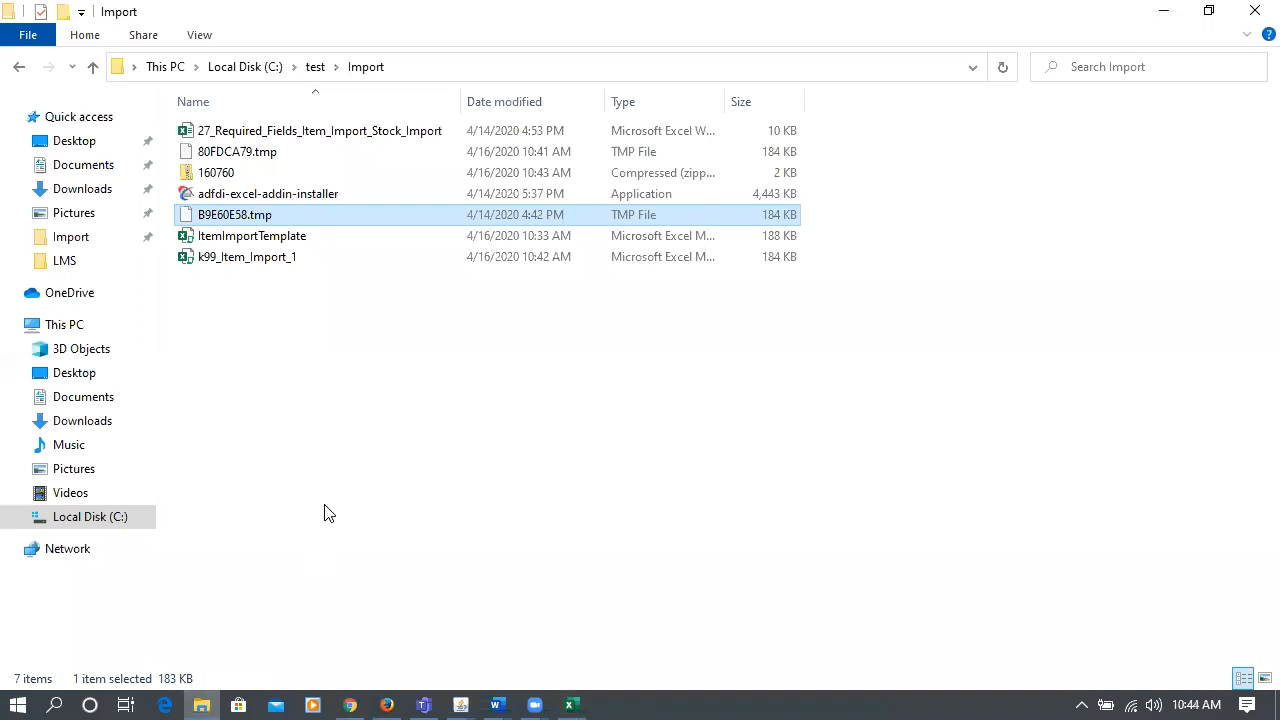 Import
File Home Share View
This PC Local Disk (C:) test Import Search Import
Name Date modified Type Size
27_Required_Fields_Item_Import_Stock_Import 4/14/2020 4:53 PM Microsoft Excel W... 10 KB
80FDCA79.tmp 4/16/2020 10:41 AM TMP File 184 KB
160760 4/16/2020 10:43 AM Compressed (zipp... 2 KB
adfdi-excel-addin-installer 4/14/2020 5:37 PM Application 4,443 KB
B9E60E58.tmp 4/14/2020 4:42 PM TMP File 184 KB
ItemImportTemplate 4/16/2020 10:33 AM Microsoft Excel M... 188 KB
k99_Item_Import_1 4/16/2020 10:42 AM Microsoft Excel M... 184 KB
Quick access
Desktop
Documents
Downloads
Pictures
Import
LMS
OneDrive
This PC
3D Objects
Desktop
Documents
Downloads
Music
Pictures
Videos
Local Disk (C:)
Network
7 items 1 item selected 183 KB
10:44 AM